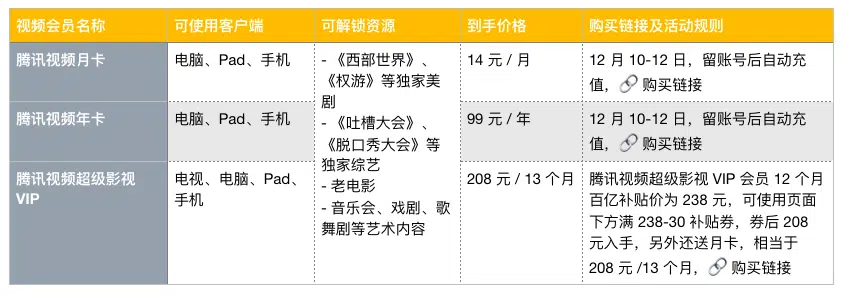 视频会员名称
可使用客户端
可解锁资源
到手价格
购买链接及活动规则
腾讯视频月卡
电脑、Pad、手机
- 《西部世界》、
《权游》等独家美
剧
- 《吐槽大会》、
《脱口秀大会》等
独家综艺
- 老电影
- 音乐会、戏剧、歌
舞剧等艺术内容
14 元 / 月
12 月 10-12 日，留账号后自动充
值，🔗 购买链接
腾讯视频年卡
电脑、Pad、手机
99 元 / 年
12 月 10-12 日，留账号后自动充
值，🔗 购买链接
腾讯视频超级影视
VIP
电视、电脑、Pad、
手机
208 元 / 13 个月
腾讯视频超级影视 VIP 会员 12 个月
百亿补贴价为 238 元，可使用页面
下方满 238-30 补贴券，券后 208
元入手，另外还送月卡，相当于
208 元 /13 个月，🔗 购买链接